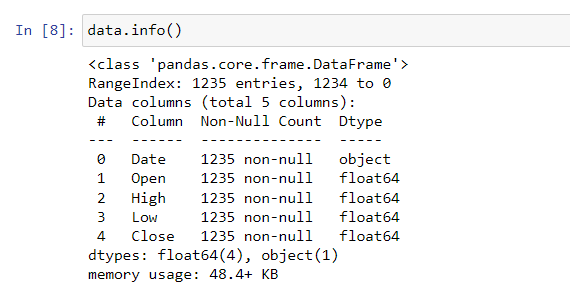 In [8]: data.info()
<class 'pandas.core.frame.DataFrame'>
RangeIndex: 1235 entries, 1234 to 0
Data columns (total 5 columns):
 #   Column  Non-Null Count  Dtype
---  ------  --------------  -----
 0   Date    1235 non-null   object
 1   Open    1235 non-null   float64
 2   High    1235 non-null   float64
 3   Low     1235 non-null   float64
 4   Close   1235 non-null   float64
dtypes: float64(4), object(1)
memory usage: 48.4+ KB